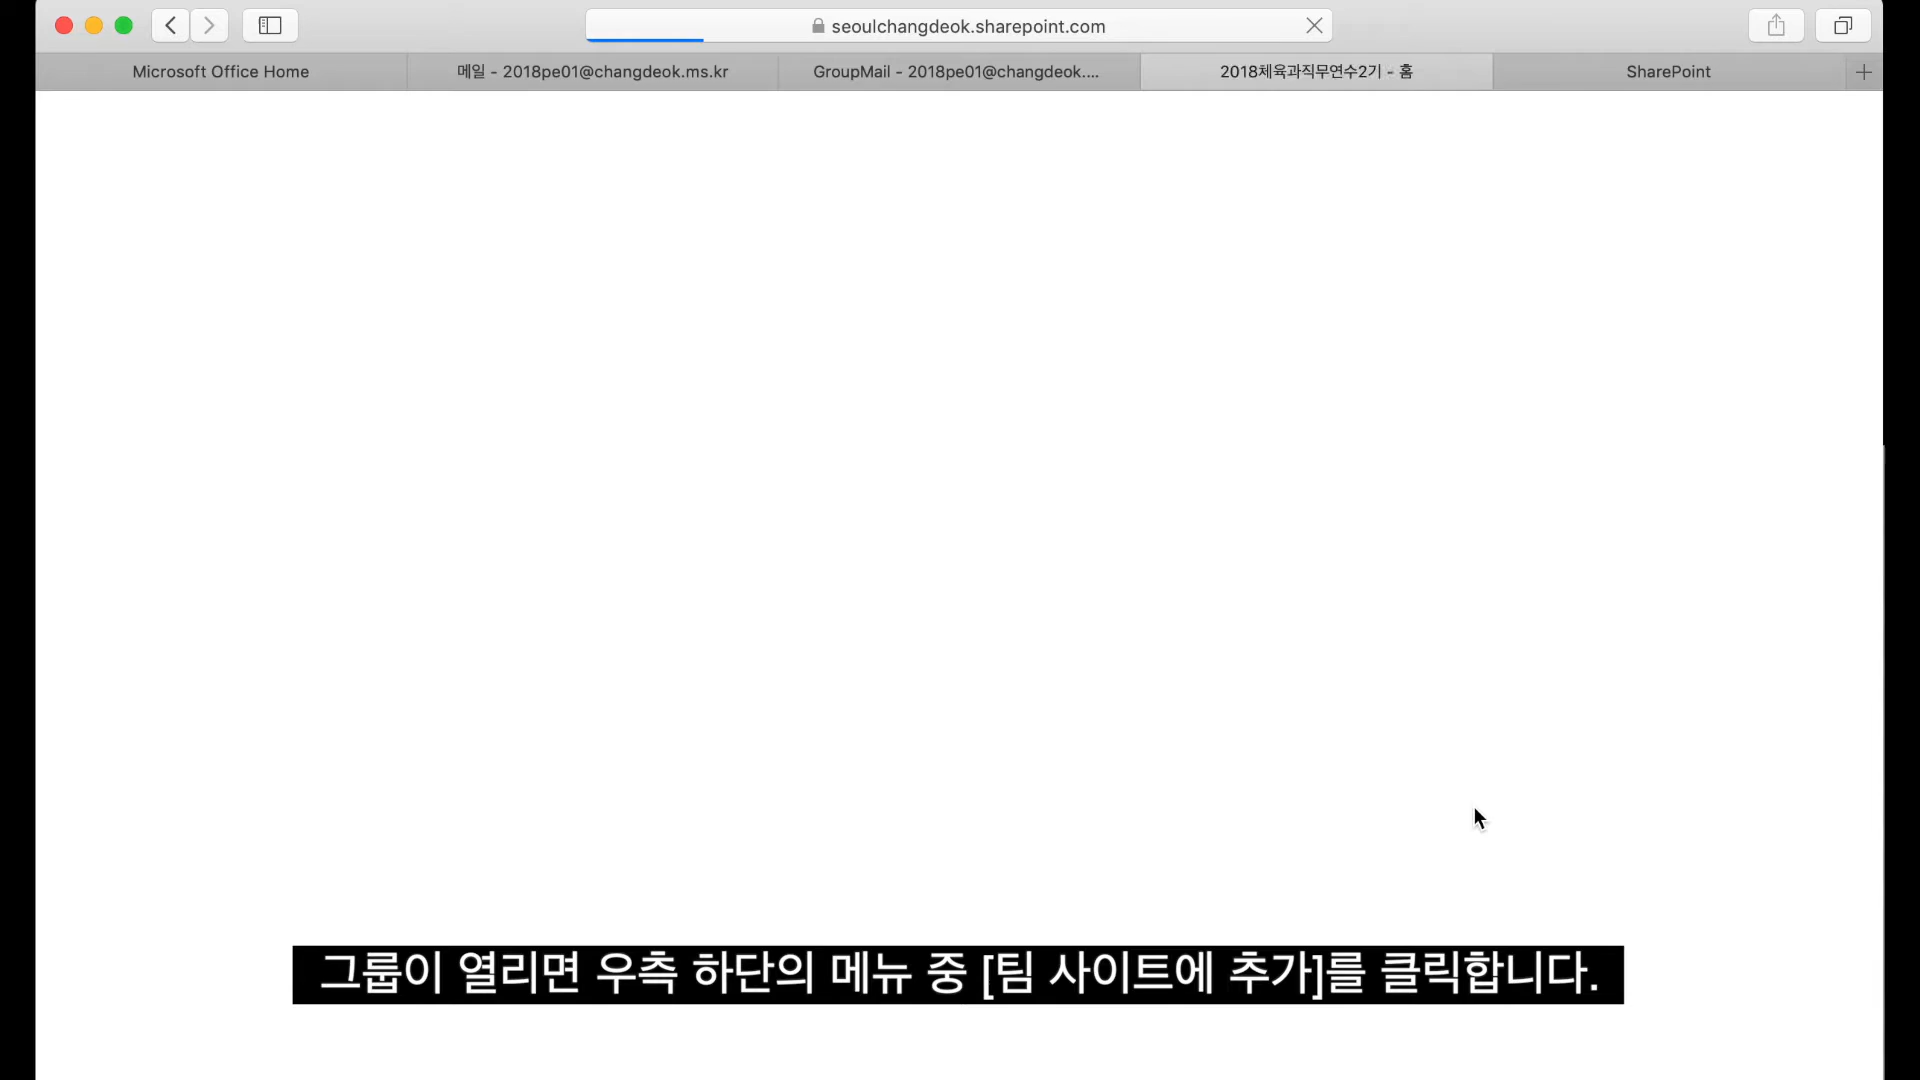 seoulchangdeok.sharepoint.com
Microsoft Office Home
메일 - 2018pe01@changdeok.ms.kr
GroupMail - 2018pe01@changdeok....
2018체육과직무연수2기 - 홈
SharePoint
그룹이 열리면 우측 하단의 메뉴 중 [팀 사이트에 추가]를 클릭합니다.